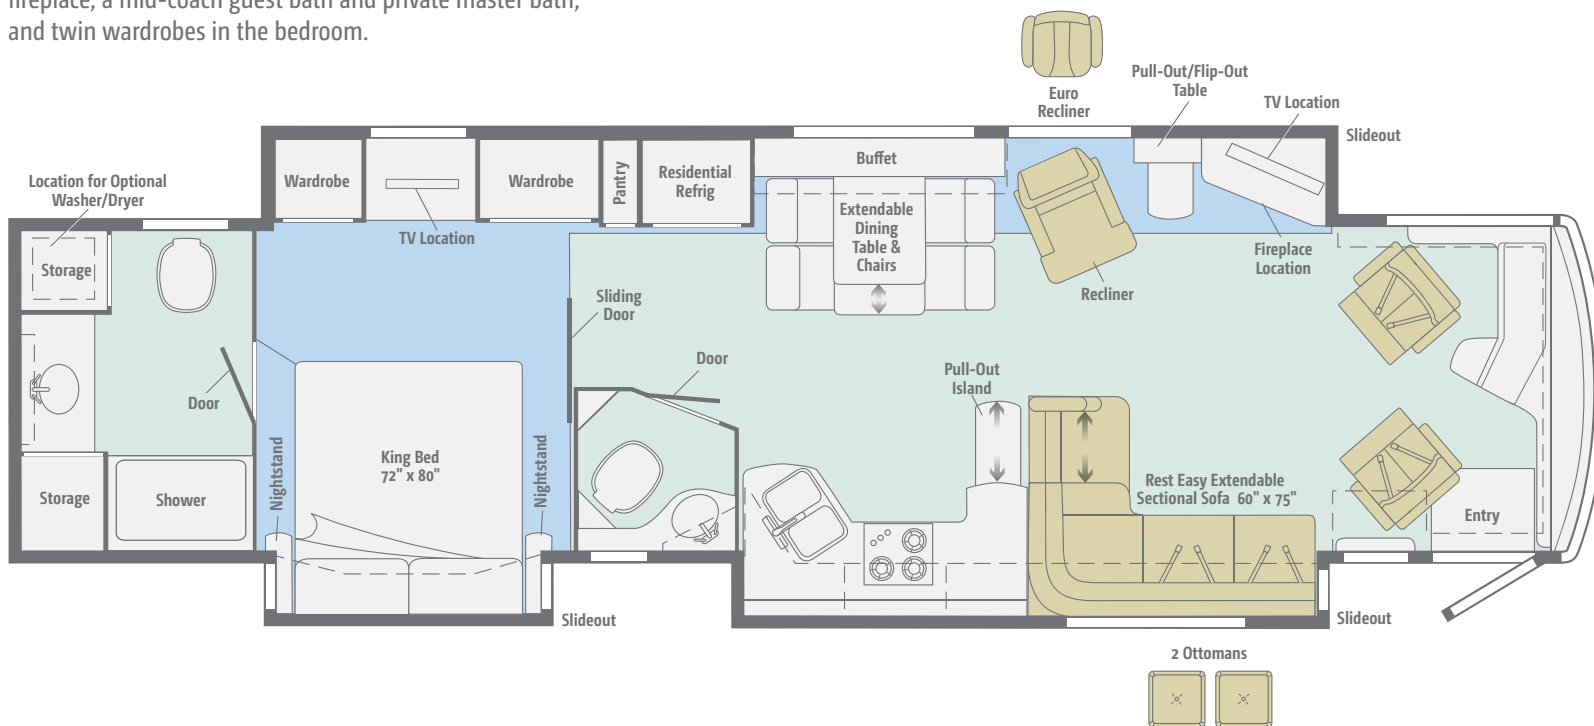 fireplace, a mid-coach guest bath and private master bath,
and twin wardrobes in the bedroom.
Euro
Recliner
Pull-Out/Flip-Out
Table
TV Location
Slideout
Location for Optional
Washer/Dryer
Wardrobe
TV Location
Wardrobe
Pantry
Residential
Refrig
Buffet
Extendable
Dining
Table &
Chairs
Recliner
Fireplace
Location
Storage
Sliding
Door
Door
Door
Pull-Out
Island
Nightstand
King Bed
72" x 80"
Nightstand
Storage
Shower
Rest Easy Extendable
Sectional Sofa 60" x 75"
Entry
Slideout
Slideout
2 Ottomans